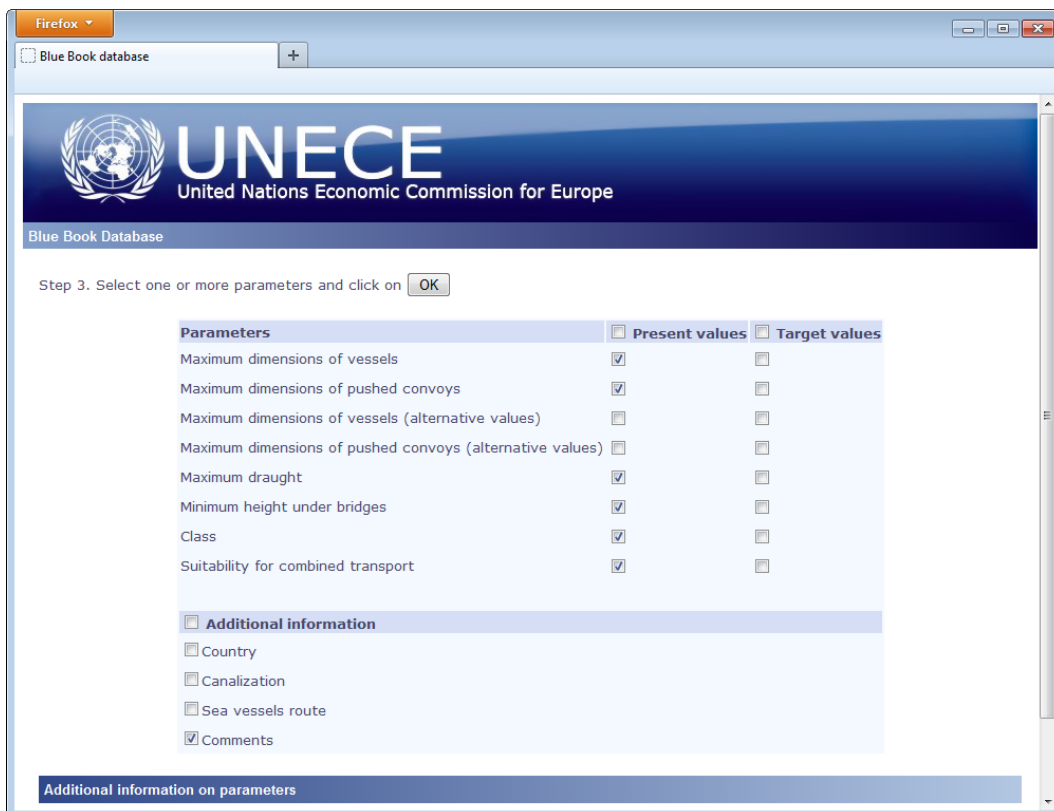 Firefox
Blue Book database
UNECE
United Nations Economic Commission for Europe
Blue Book Database
Step 3. Select one or more parameters and click on OK
Parameters Present values Target values
Maximum dimensions of vessels
Maximum dimensions of pushed convoys
Maximum dimensions of vessels (alternative values)
Maximum dimensions of pushed convoys (alternative values)
Maximum draught
Minimum height under bridges
Class
Suitability for combined transport
Additional information
Country
Canalization
Sea vessels route
Comments
Additional information on parameters